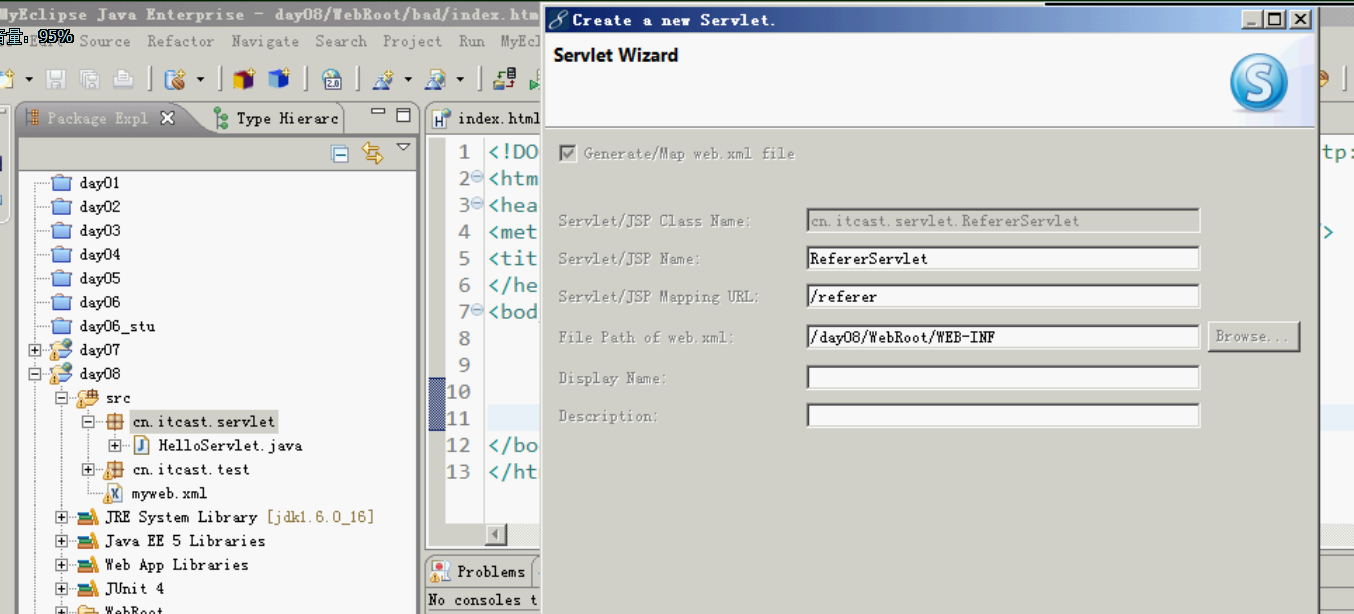 MyEclipse Java Enterprise - day08/WebRoot/bad/index.htm
音量: 95%
Source Refactor Navigate Search Project Run MyEcl
Package Expl
Type Hierarc
day01
day02
day03
day04
day05
day06
day06_stu
day07
day08
src
cn.itcast.servlet
HelloServlet.java
cn.itcast.test
myweb.xml
JRE System Library [jdk1.6.0_16]
Java EE 5 Libraries
Web App Libraries
JUnit 4
WebRoot
index.html
1 <!DO
2 <htm
3 <hea
4 <met
5 <tit
6 </he
7 <bod
8
9
10
11
12 </bo
13 </ht
tp:
/>
Problems
No consoles t
Create a new Servlet.
Servlet Wizard
Generate/Map web.xml file
Servlet/JSP Class Name: cn.itcast.servlet.RefererServlet
Servlet/JSP Name: RefererServlet
Servlet/JSP Mapping URL: /referer
File Path of web.xml: /day08/WebRoot/WEB-INF Browse...
Display Name:
Description: